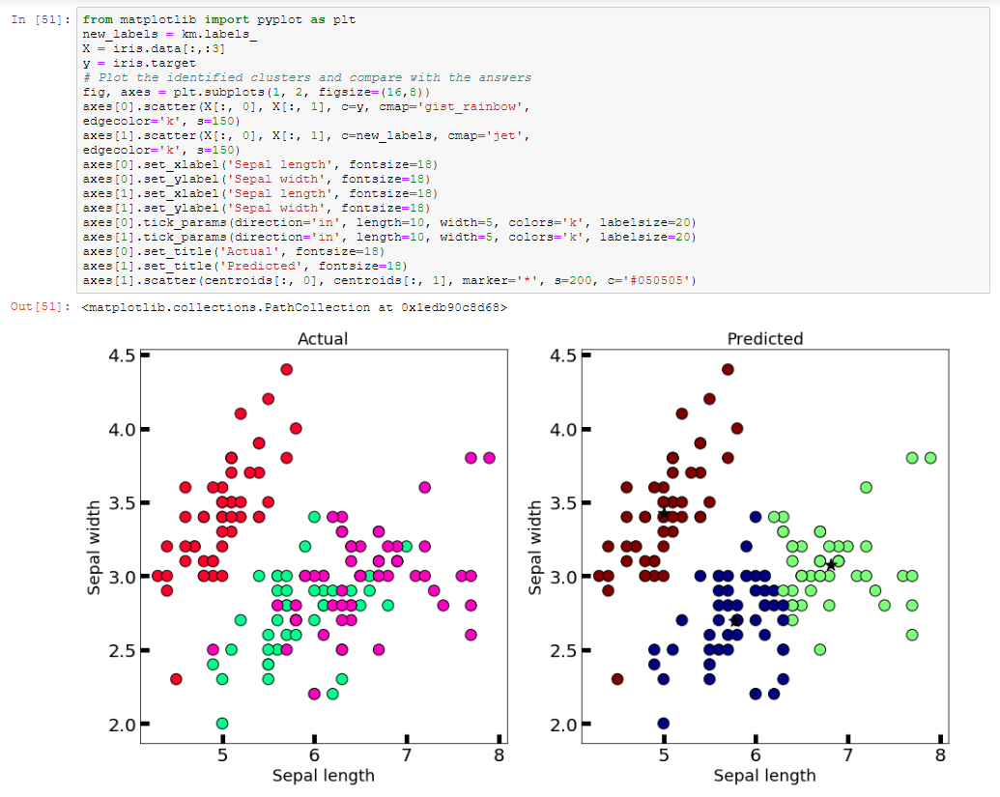 In [51]: from matplotlib import pyplot as plt
new_labels = km.labels_
X = iris.data[:,:3]
y = iris.target
# Plot the identified clusters and compare with the answers
fig, axes = plt.subplots(1, 2, figsize=(16,8))
axes[0].scatter(X[:, 0], X[:, 1], c=y, cmap='gist_rainbow',
edgecolor='k', s=150)
axes[1].scatter(X[:, 0], X[:, 1], c=new_labels, cmap='jet',
edgecolor='k', s=150)
axes[0].set_xlabel('Sepal length', fontsize=18)
axes[0].set_ylabel('Sepal width', fontsize=18)
axes[1].set_xlabel('Sepal length', fontsize=18)
axes[1].set_ylabel('Sepal width', fontsize=18)
axes[0].tick_params(direction='in', length=10, width=5, colors='k', labelsize=20)
axes[1].tick_params(direction='in', length=10, width=5, colors='k', labelsize=20)
axes[0].set_title('Actual', fontsize=18)
axes[1].set_title('Predicted', fontsize=18)
axes[1].scatter(centroids[:, 0], centroids[:, 1], marker='*', s=200, c='#050505')
Out[51]: <matplotlib.collections.PathCollection at 0x1edb90c8d68>
Actual
4.5
4.0
3.5
3.0
2.5
2.0
Sepal width
5 6 7 8
Sepal length
Predicted
4.5
4.0
3.5
3.0
2.5
2.0
Sepal width
5 6 7 8
Sepal length